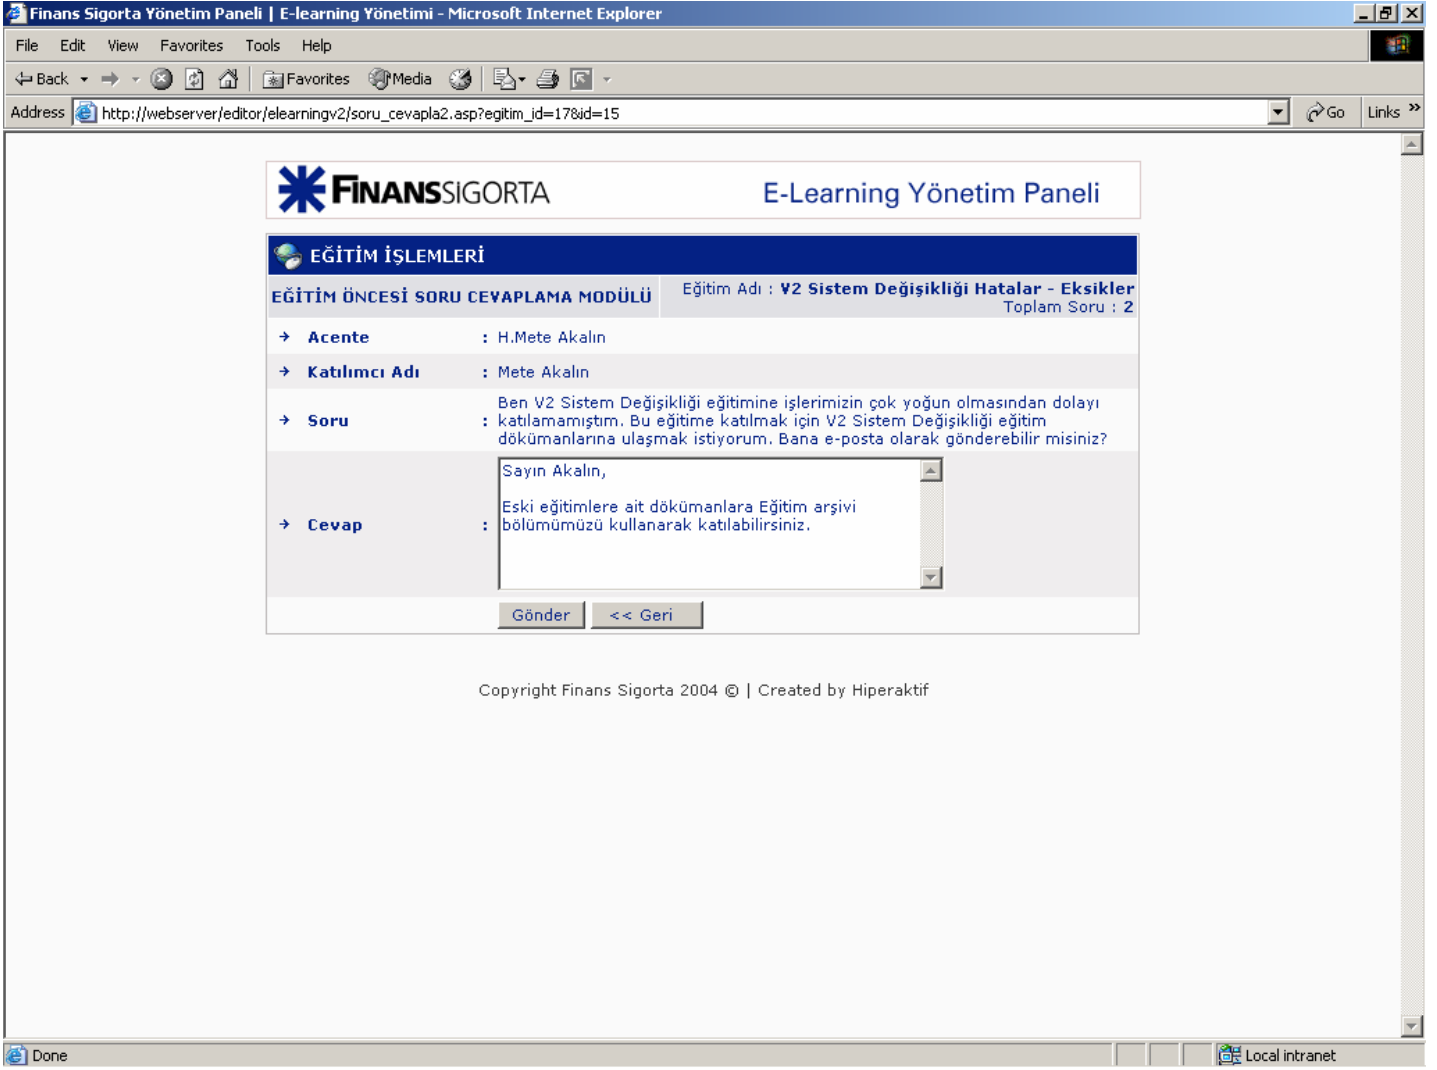 Finans Sigorta Yönetim Paneli | E-learning Yönetimi - Microsoft Internet Explorer
File Edit View Favorites Tools Help
Back Favorites Media
Address http://webserver/editor/elearningv2/soru_cevapla2.asp?egitim_id=17&id=15 Go Links »
FINANSSIGORTA E-Learning Yönetim Paneli
EĞİTİM İŞLEMLERİ
EĞİTİM ÖNCESİ SORU CEVAPLAMA MODÜLÜ
Eğitim Adı : V2 Sistem Değişikliği Hatalar - Eksikler
Toplam Soru : 2
Acente : H.Mete Akalın
Katılımcı Adı : Mete Akalın
Soru :
Ben V2 Sistem Değişikliği eğitimine işlerimizin çok yoğun olmasından dolayı
katılamamıştım. Bu eğitime katılmak için V2 Sistem Değişikliği eğitim
dökümanlarına ulaşmak istiyorum. Bana e-posta olarak gönderebilir misiniz?
Cevap :
Sayın Akalın,
Eski eğitimlere ait dökümanlara Eğitim arşivi
bölümümüzü kullanarak katılabilirsiniz.
Gönder << Geri
Copyright Finans Sigorta 2004 © | Created by Hiperaktif
Done Local intranet